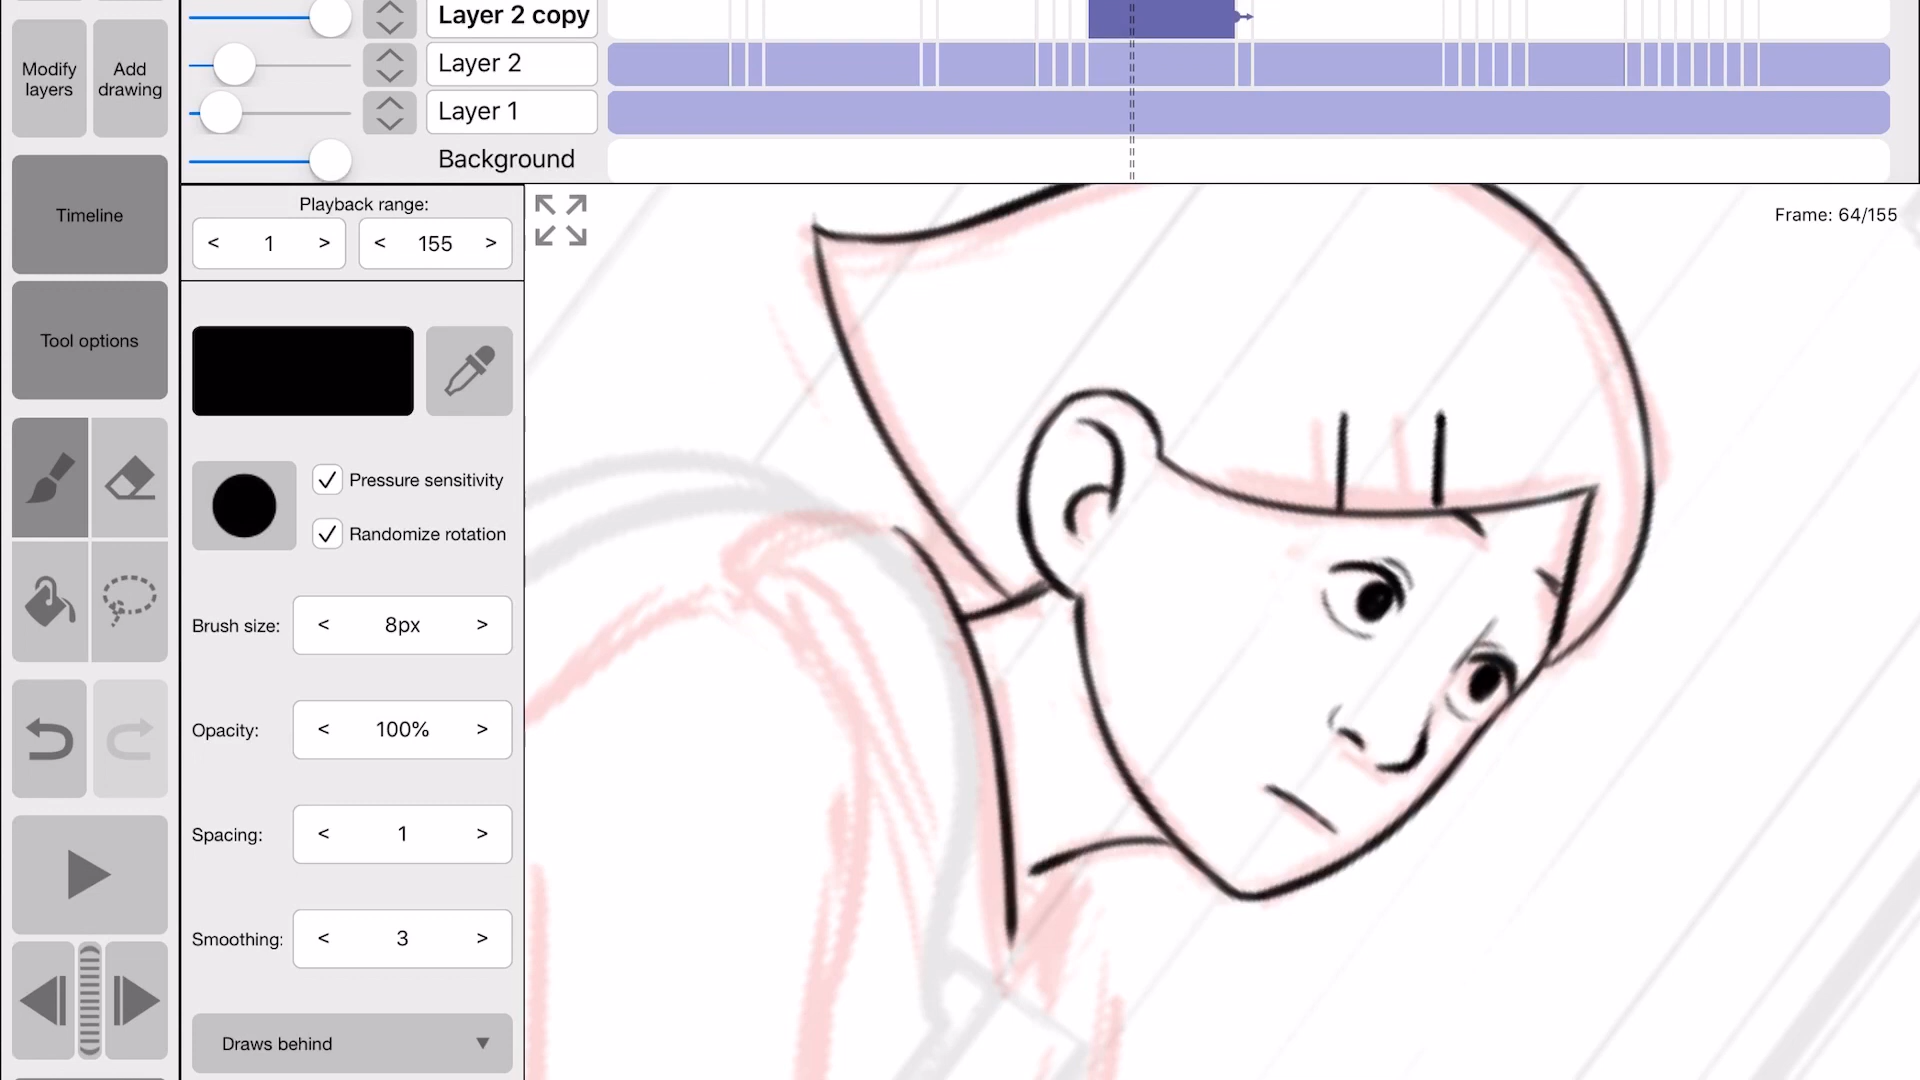 Layer 2 copy
Modify layers
Add drawing
Layer 2
Layer 1
Background
Timeline
Playback range:
< 1 >
< 155 >
Frame: 64/155
Tool options
Pressure sensitivity
Randomize rotation
Brush size:
< 8px >
Opacity:
< 100% >
Spacing:
< 1 >
Smoothing:
< 3 >
Draws behind